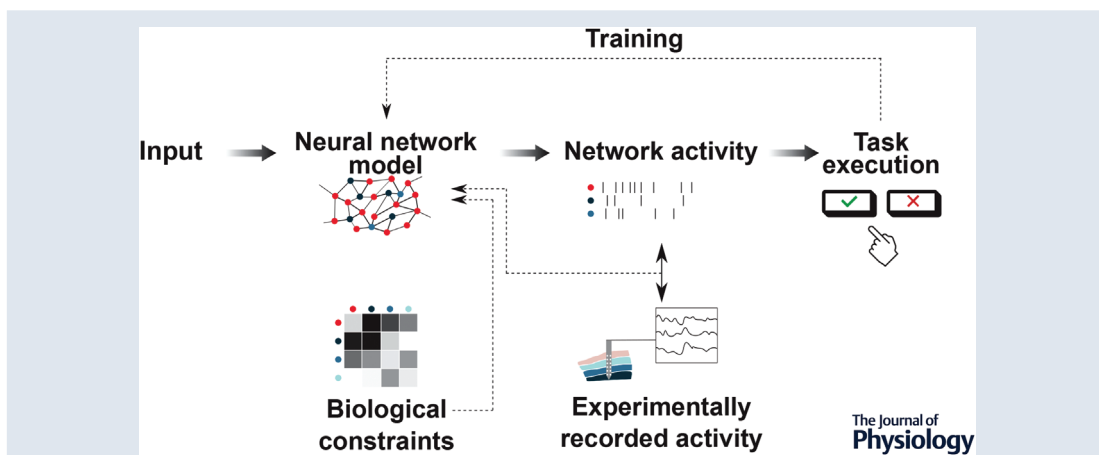 Training
Input
Neural network
model
Network activity
Task
execution
Biological
constraints
Experimentally
recorded activity
The Journal of
Physiology